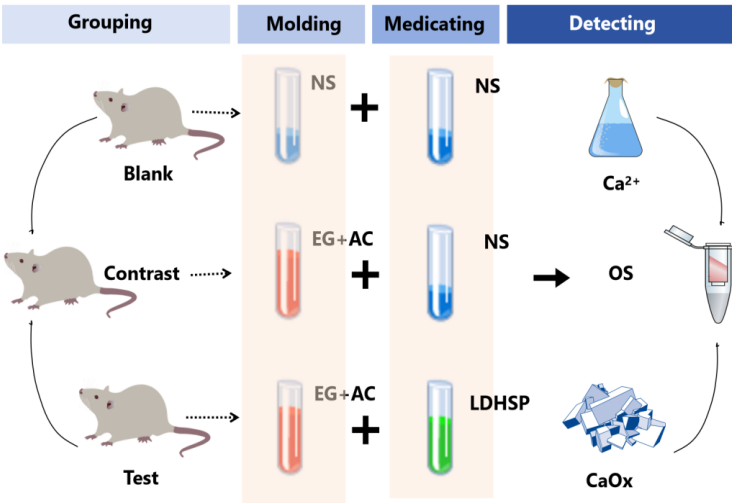 Grouping Molding Medicating Detecting
NS NS
Blank
Ca²⁺
EG+AC NS
Contrast OS
EG+AC LDHSP
Test CaOx